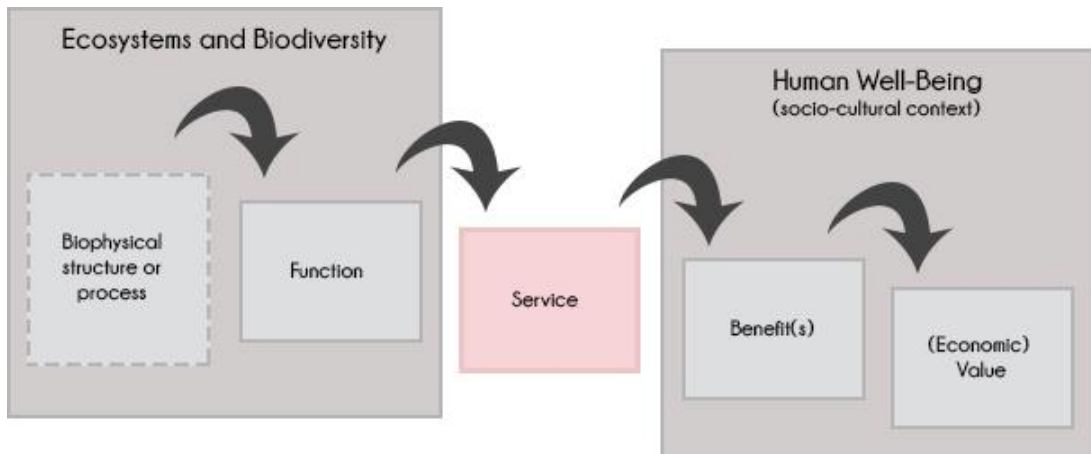 Ecosystems and Biodiversity
Human Well-Being
(socio-cultural context)
Biophysical
structure or
process
Function
Service
Benefit(s)
(Economic)
Value